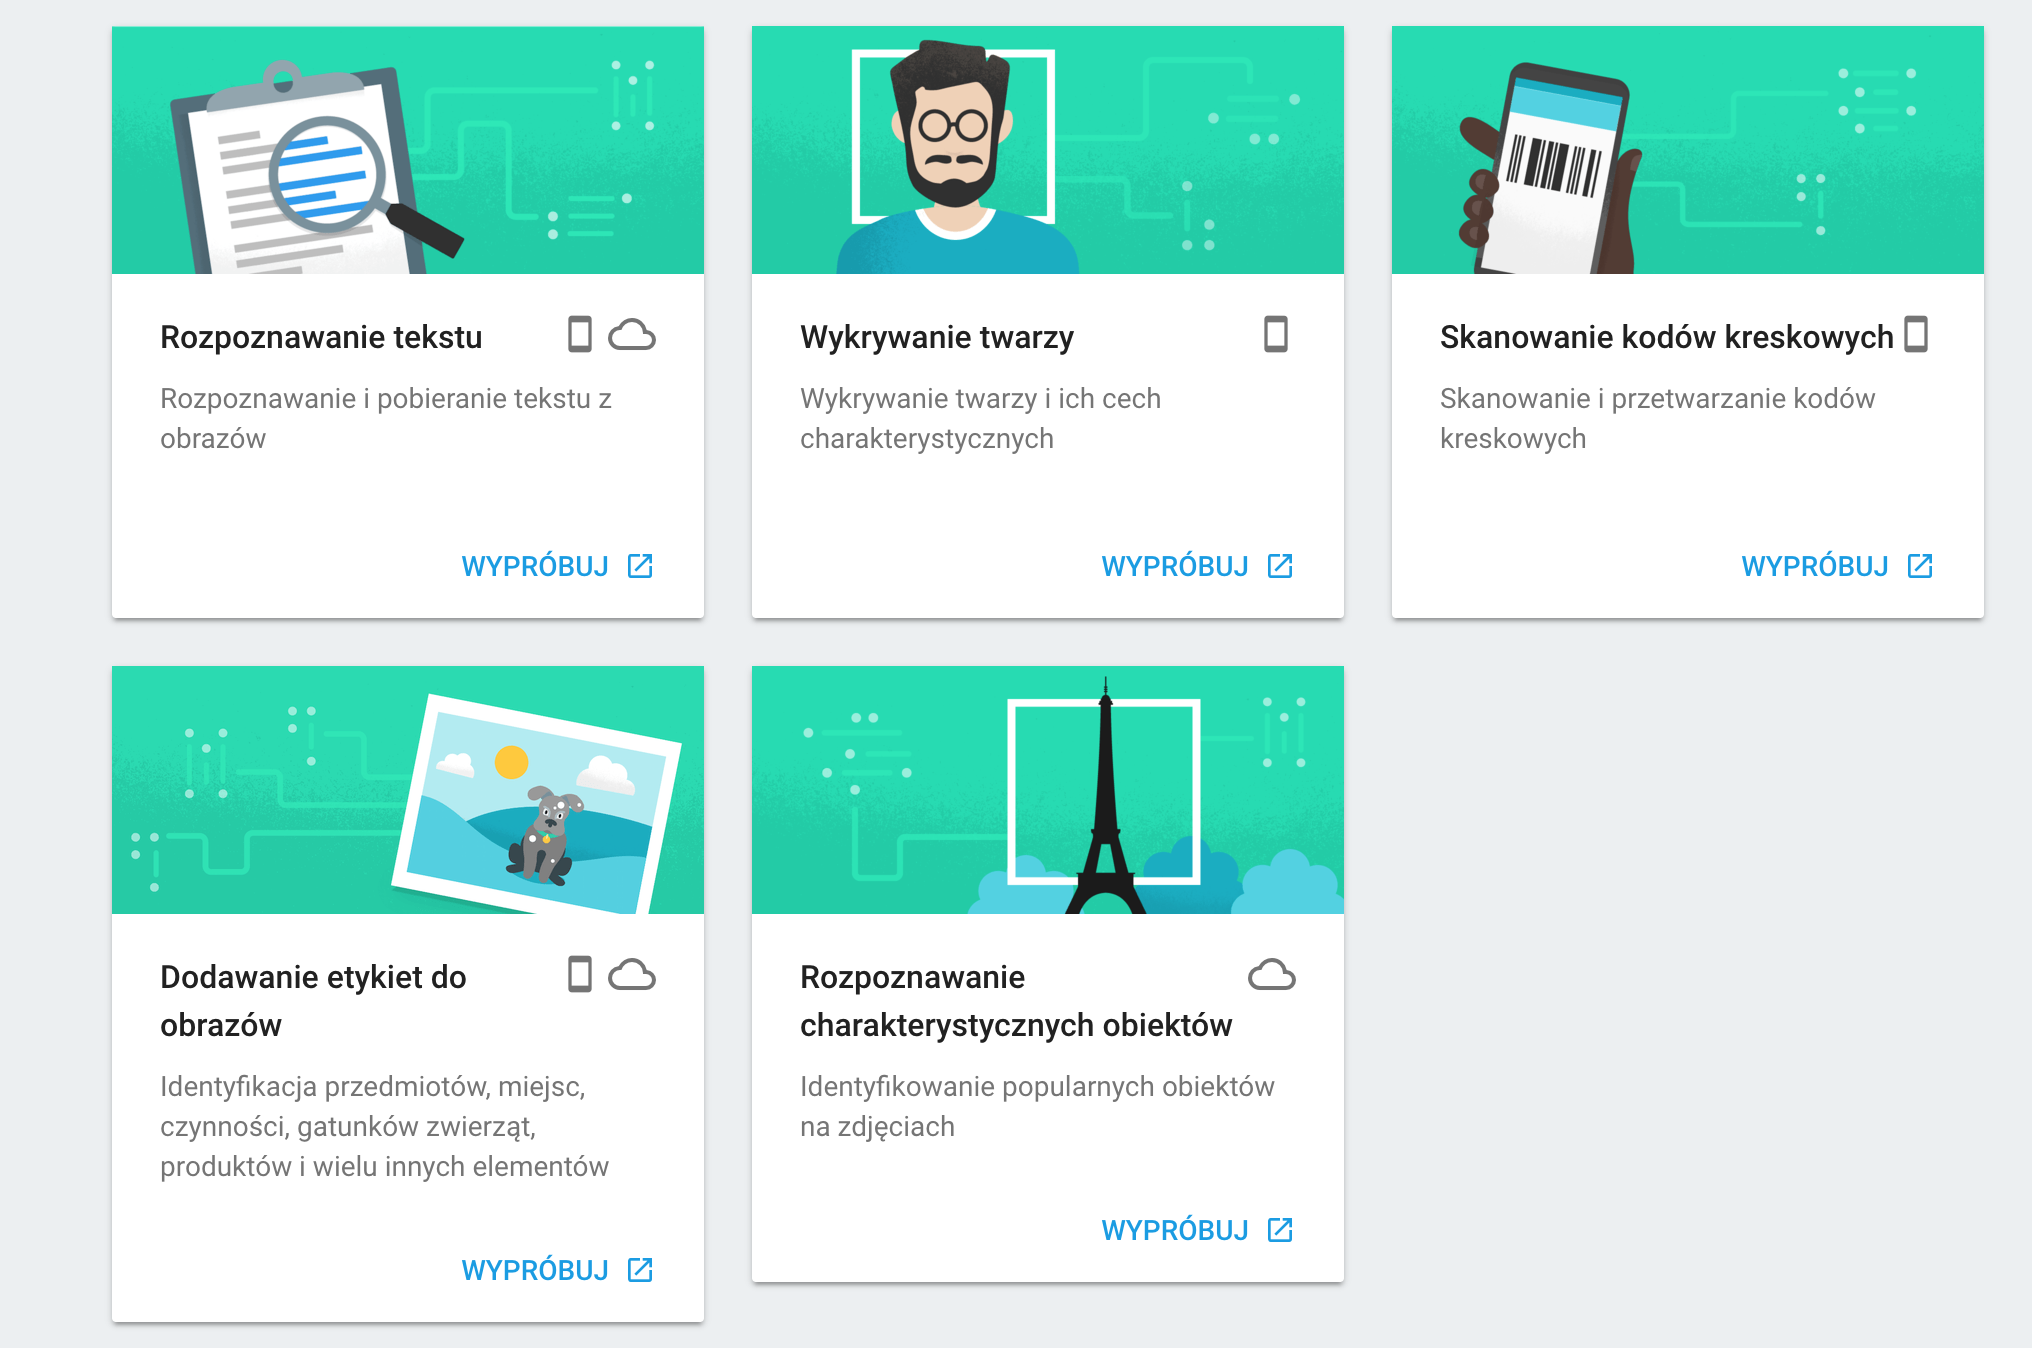 Rozpoznawanie tekstu
Rozpoznawanie i pobieranie tekstu z
obrazów
WYPRÓBUJ
Wykrywanie twarzy
Wykrywanie twarzy i ich cech
charakterystycznych
WYPRÓBUJ
Skanowanie kodów kreskowych
Skanowanie i przetwarzanie kodów
kreskowych
WYPRÓBUJ
Dodawanie etykiet do
obrazów
Identyfikacja przedmiotów, miejsc,
czynności, gatunków zwierząt,
produktów i wielu innych elementów
WYPRÓBUJ
Rozpoznawanie
charakterystycznych obiektów
Identyfikowanie popularnych obiektów
na zdjęciach
WYPRÓBUJ